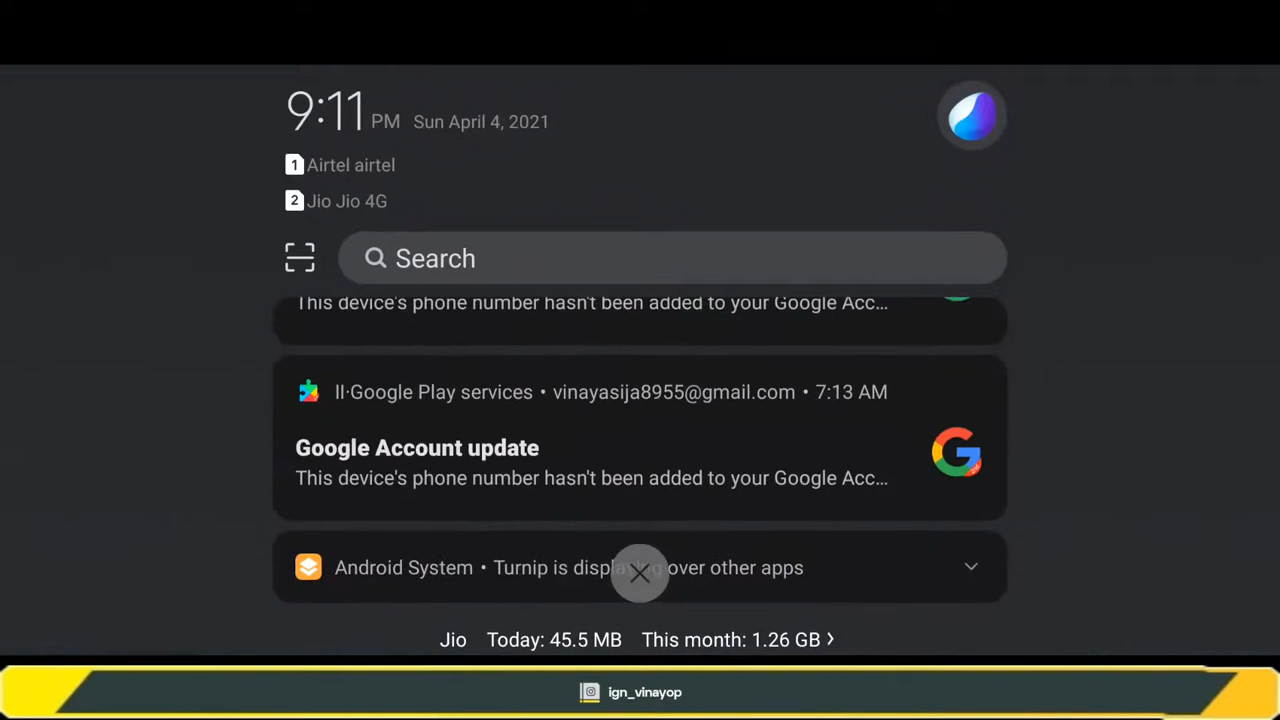 9:11 PM Sun April 4, 2021
1 Airtel airtel
2 Jio Jio 4G
Search
This device's phone number hasn't been added to your Google Acc...
II·Google Play services • vinayasija8955@gmail.com • 7:13 AM
Google Account update
This device's phone number hasn't been added to your Google Acc...
Android System • Turnip is displaying over other apps
Jio Today: 45.5 MB This month: 1.26 GB >
ign_vinayop